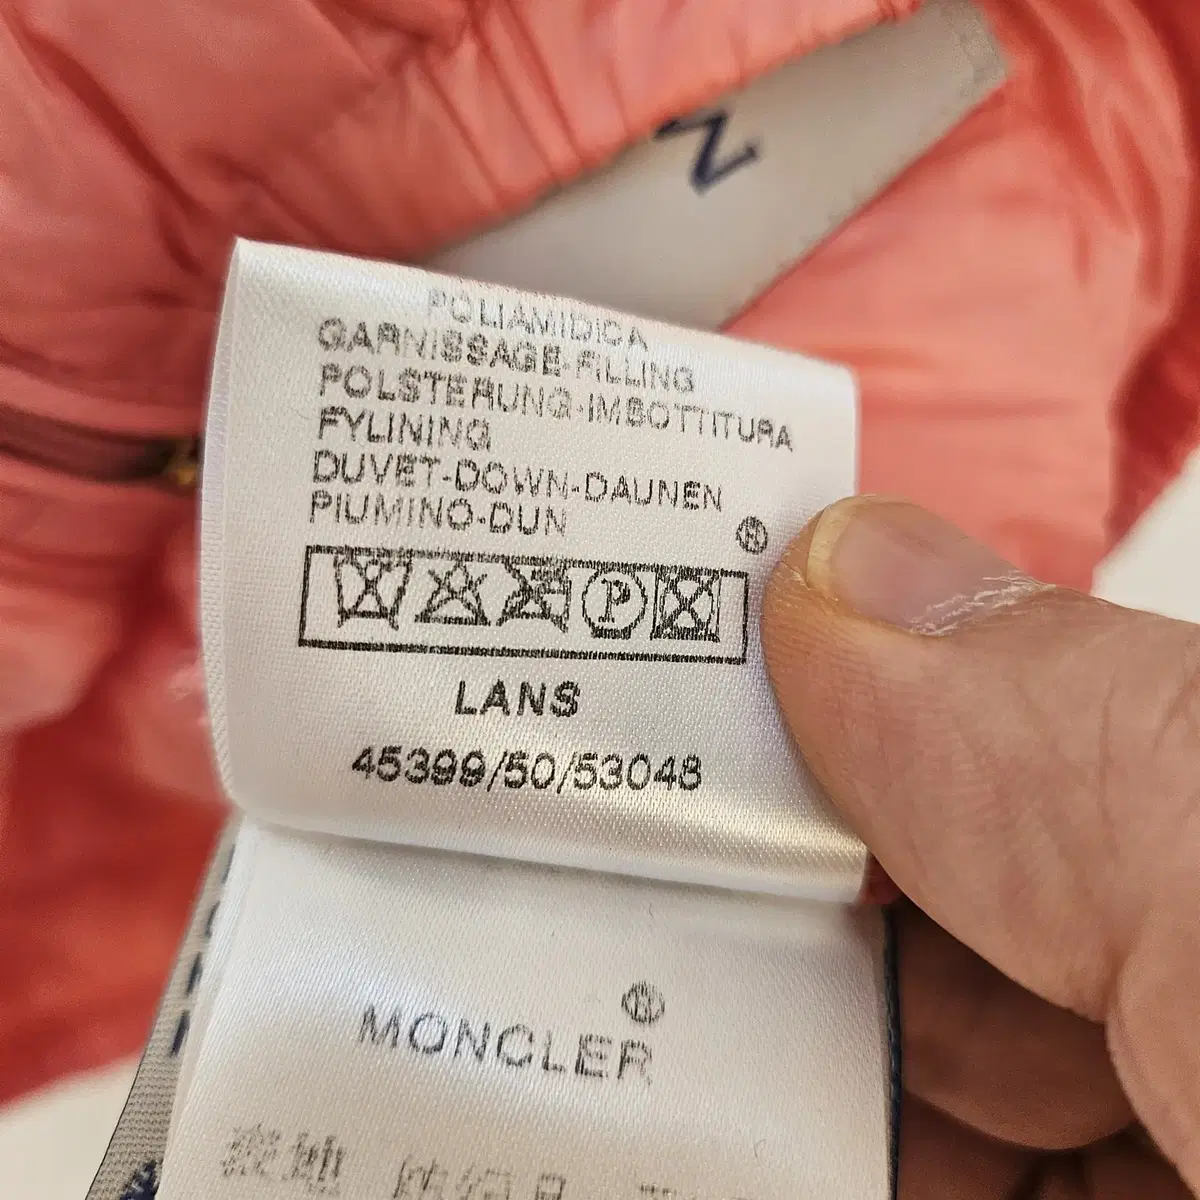 POLIAMIDICA
GARNISSAGE-FILLING
POLSTERUNG-IMBOTTITURA
FYLINING
DUVET-DOWN-DAUNEN
PIUMINO-DUN
®
P
LANS
45399/50/53048
®
MONCLER